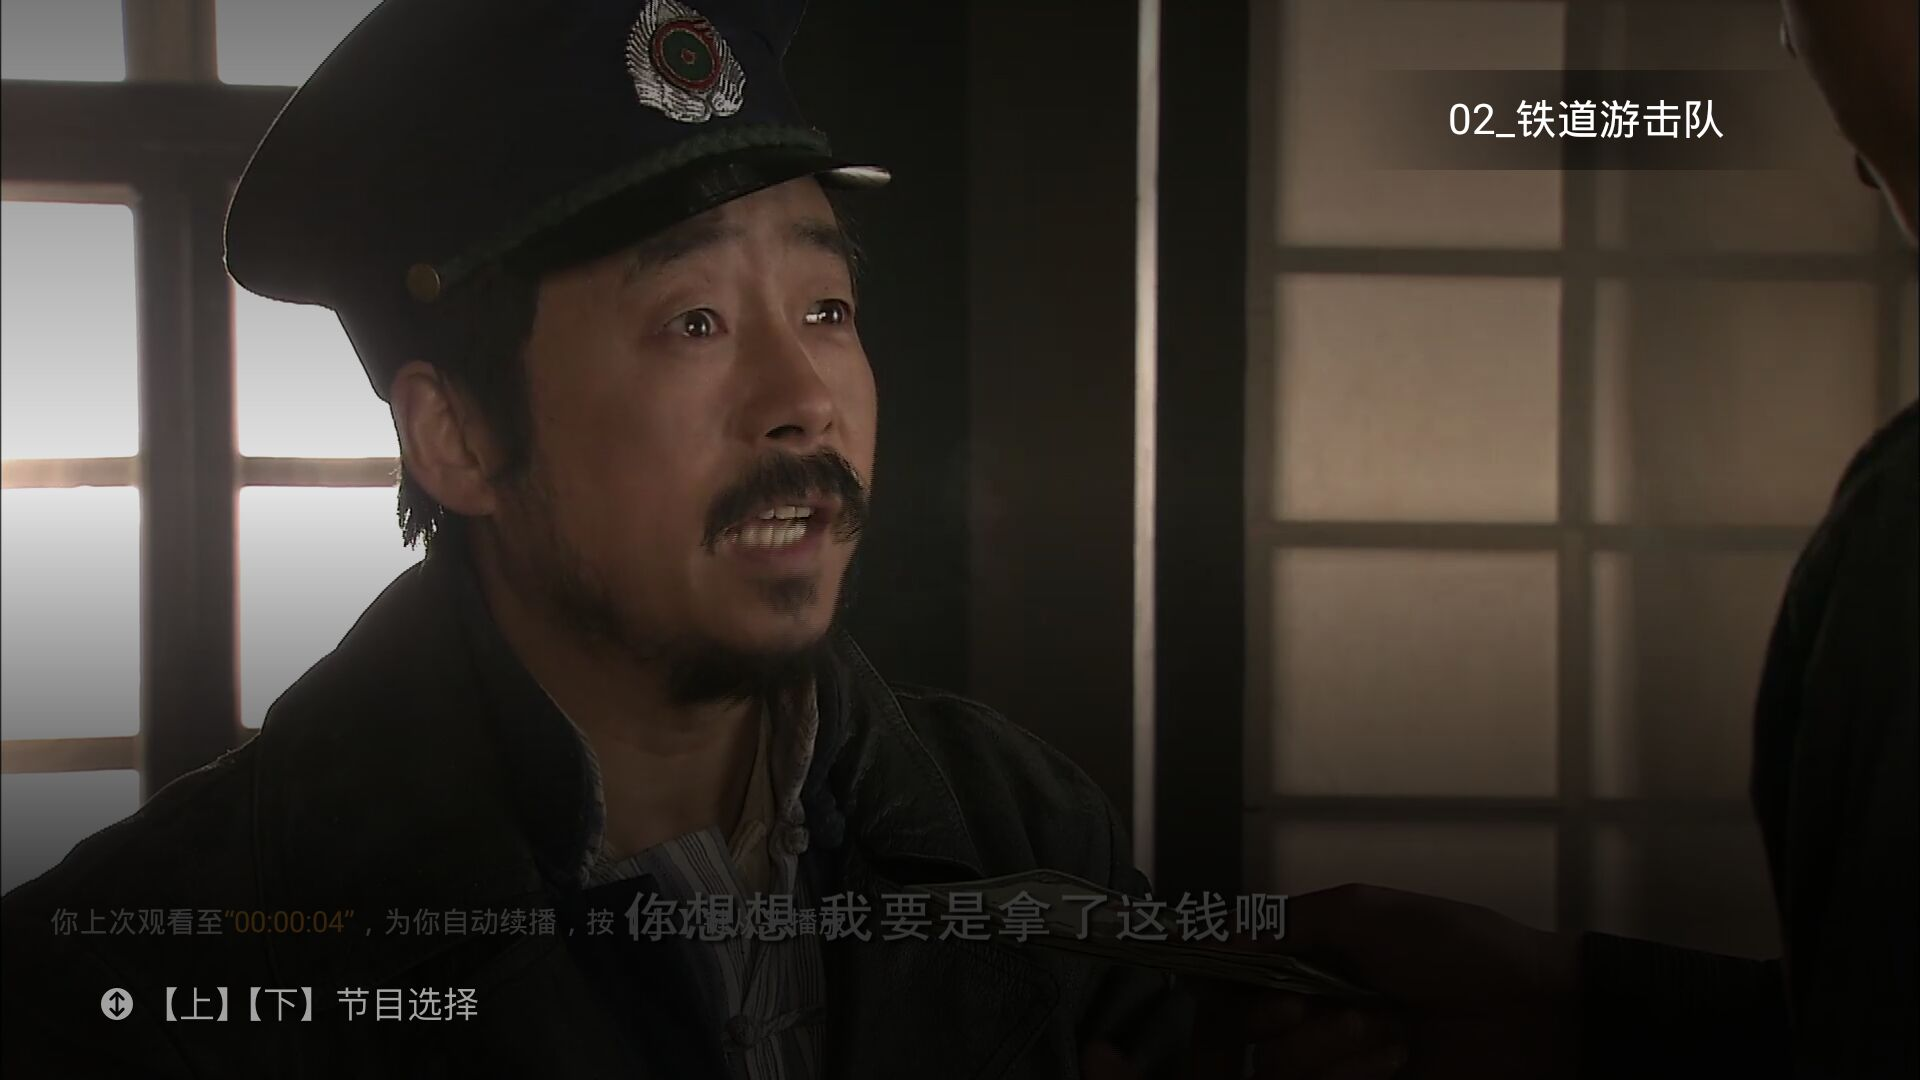 02_铁道游击队
你上次观看至“00:00:04”，为你自动续播，按
你想想 我要是拿了这钱啊
【上】【下】 节目选择